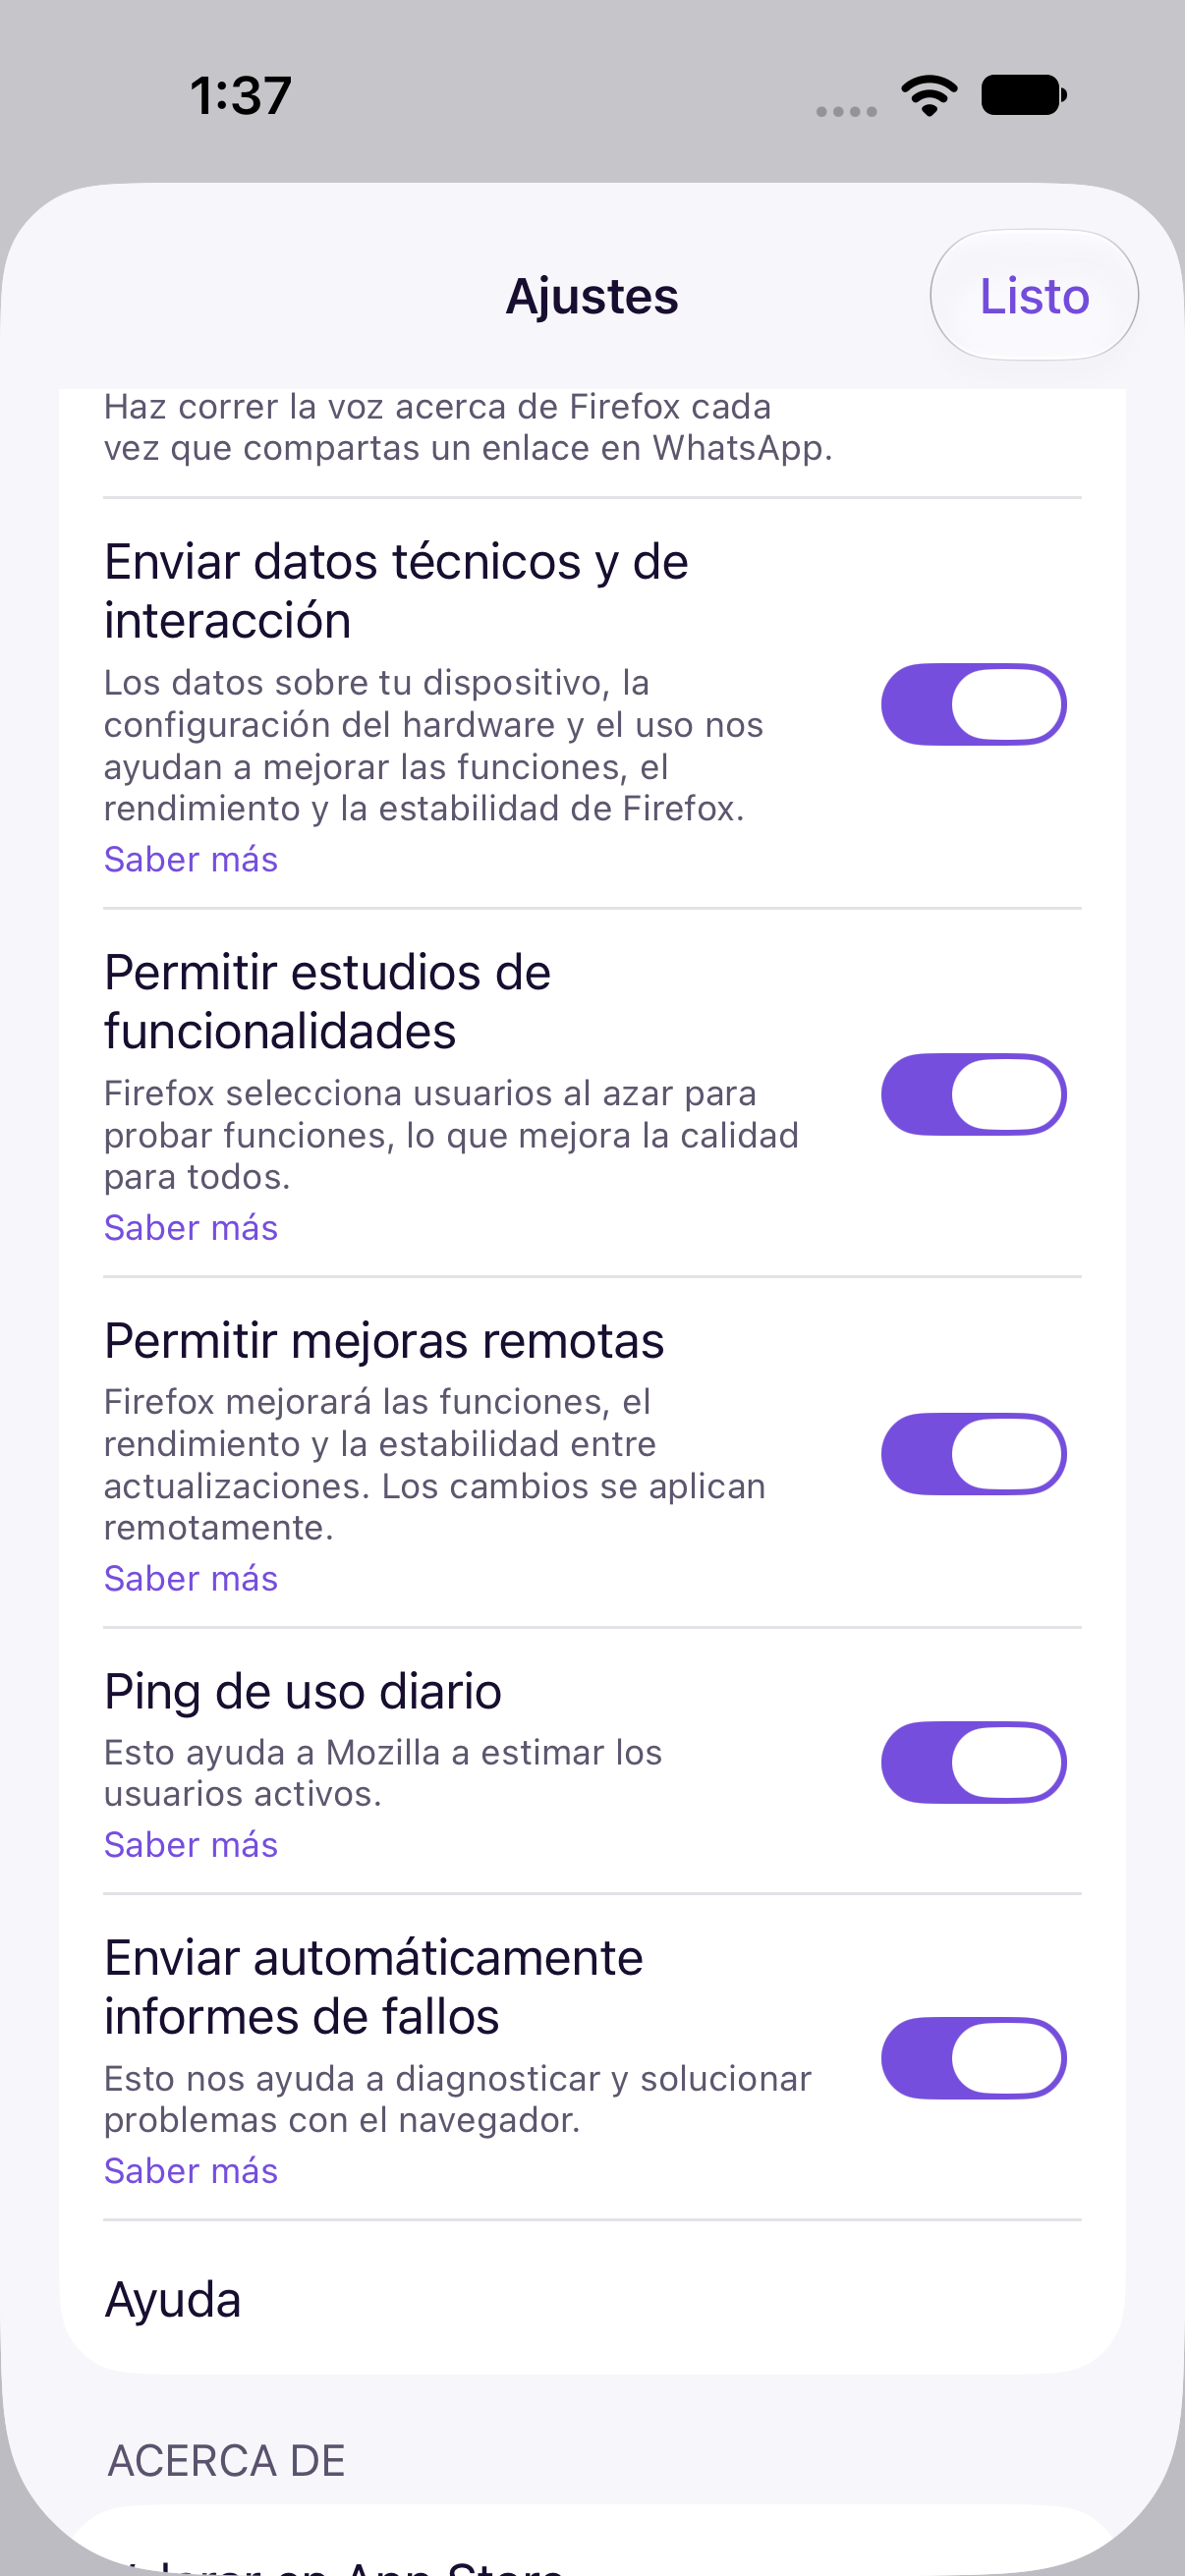 1:37
Ajustes
Listo
Haz correr la voz acerca de Firefox cada
vez que compartas un enlace en WhatsApp.
Enviar datos técnicos y de
interacción
Los datos sobre tu dispositivo, la
configuración del hardware y el uso nos
ayudan a mejorar las funciones, el
rendimiento y la estabilidad de Firefox.
Saber más
Permitir estudios de
funcionalidades
Firefox selecciona usuarios al azar para
probar funciones, lo que mejora la calidad
para todos.
Saber más
Permitir mejoras remotas
Firefox mejorará las funciones, el
rendimiento y la estabilidad entre
actualizaciones. Los cambios se aplican
remotamente.
Saber más
Ping de uso diario
Esto ayuda a Mozilla a estimar los
usuarios activos.
Saber más
Enviar automáticamente
informes de fallos
Esto nos ayuda a diagnosticar y solucionar
problemas con el navegador.
Saber más
Ayuda
ACERCA DE
en App Store